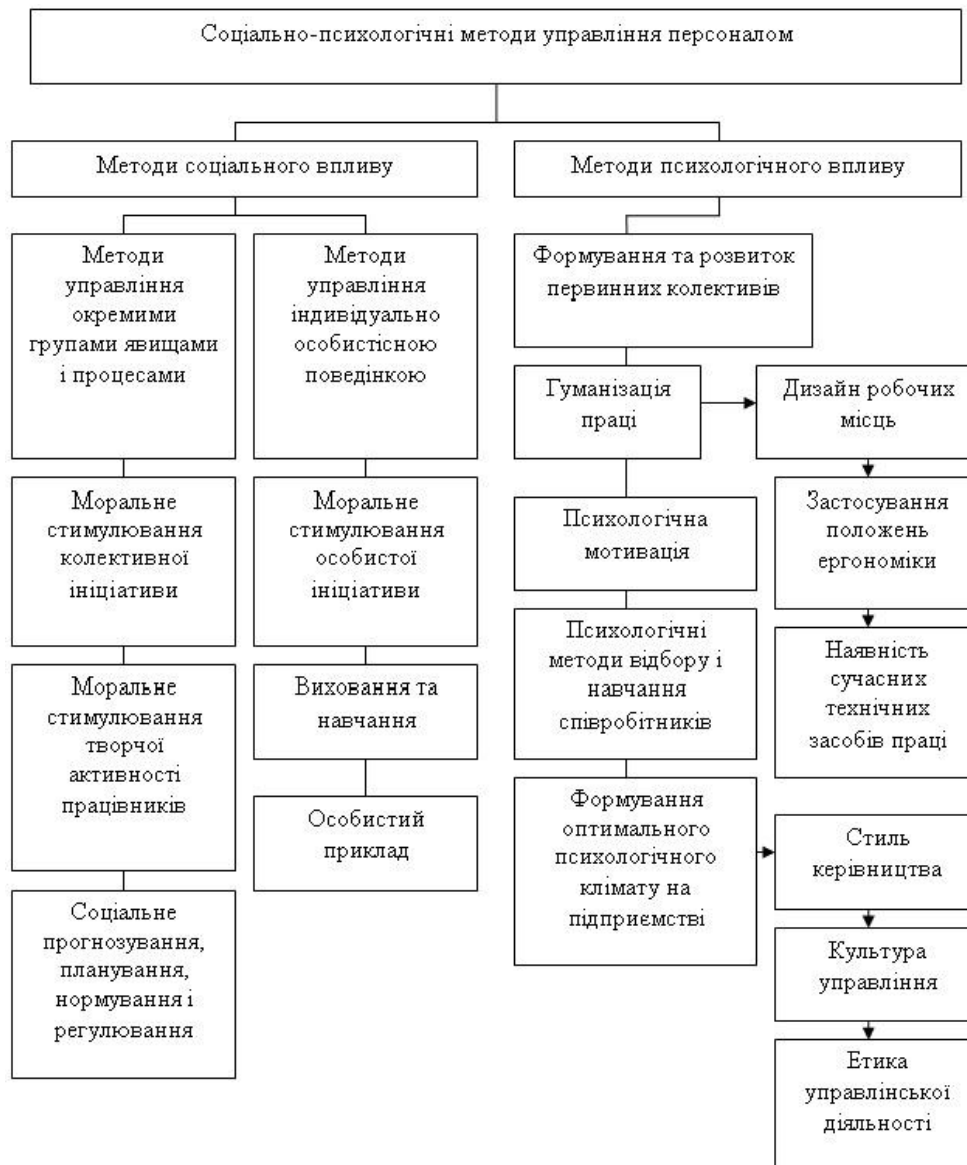 Соціально-психологічні методи управління персоналом
Методи соціального впливу
Методи психологічного впливу
Методи
управління
окремими
групами явищами
і процесами
Моральне
стимулювання
колективної
ініціативи
Моральне
стимулювання
творчої
активності
працівників
Соціальне
прогнозування,
планування,
нормування і
регулювання
Методи
управління
індивідуально
особистісною
поведінкою
Моральне
стимулювання
особистої
ініціативи
Виховання та
навчання
Особистий
приклад
Формування та розвиток
первинних колективів
Гуманізація
праці
Дизайн робочих
місць
Застосування
положень
ергономіки
Наявність
сучасних
технічних
засобів праці
Психологічна
мотивація
Психологічні
методи відбору і
навчання
співробітників
Формування
оптимального
психологічного
клімату на
підприємстві
Стиль
керівництва
Культура
управління
Етика
управлінської
діяльності